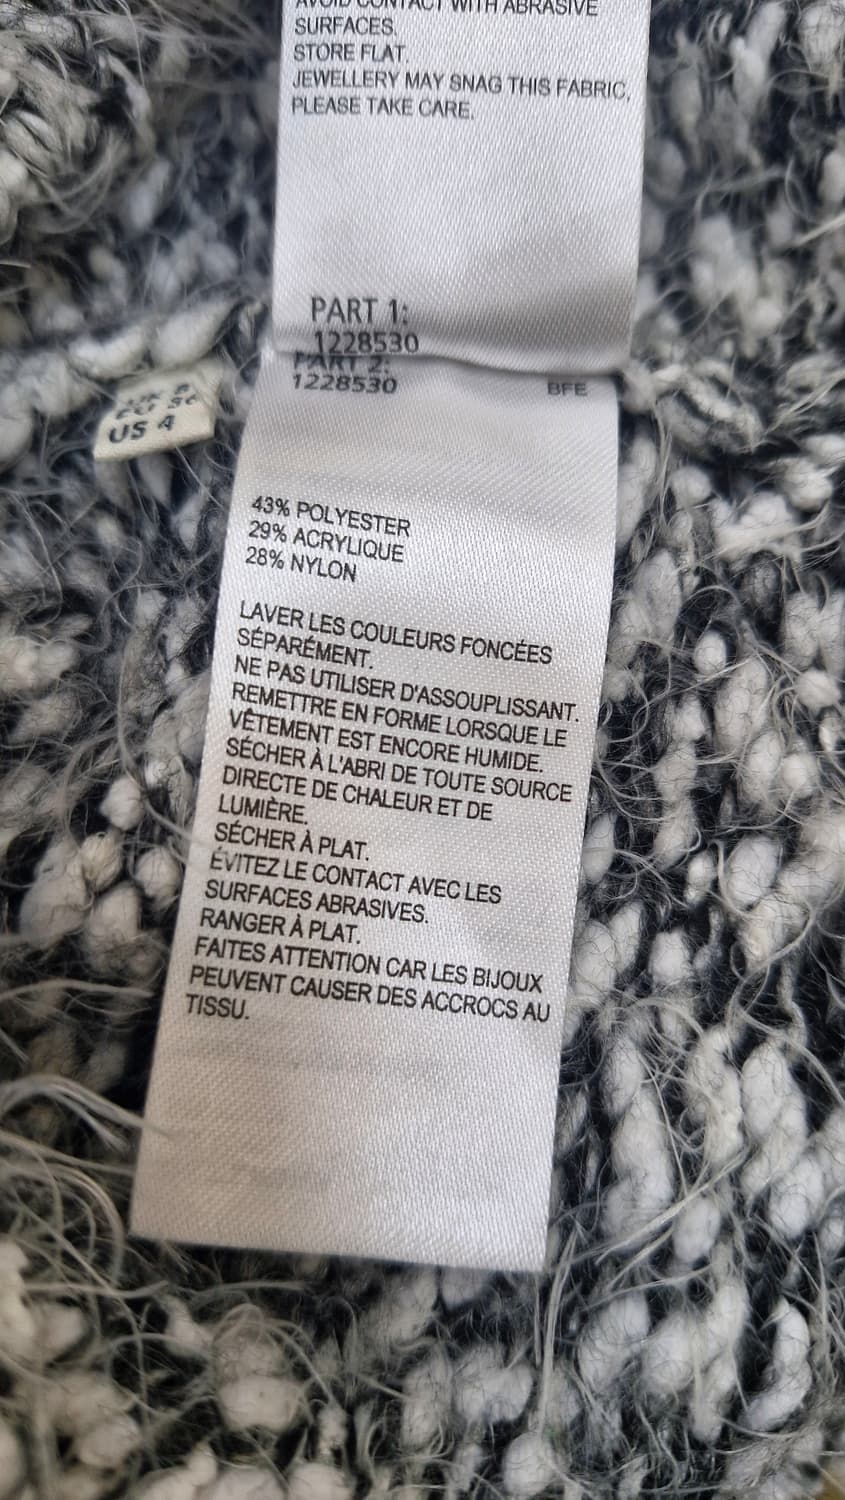 AVOID CONTACT WITH ABRASIVE
SURFACES.
STORE FLAT.
JEWELLERY MAY SNAG THIS FABRIC,
PLEASE TAKE CARE.
PART 1:
1228530
PART 2:
1228530
BFE
UK 8
EU 36
US 4
43% POLYESTER
29% ACRYLIQUE
28% NYLON
LAVER LES COULEURS FONCÉES
SÉPARÉMENT.
NE PAS UTILISER D'ASSOUPLISSANT.
REMETTRE EN FORME LORSQUE LE
VÊTEMENT EST ENCORE HUMIDE.
SÉCHER À L'ABRI DE TOUTE SOURCE
DIRECTE DE CHALEUR ET DE
LUMIÈRE.
SÉCHER À PLAT.
ÉVITEZ LE CONTACT AVEC LES
SURFACES ABRASIVES.
RANGER À PLAT.
FAITES ATTENTION CAR LES BIJOUX
PEUVENT CAUSER DES ACCROCS AU
TISSU.